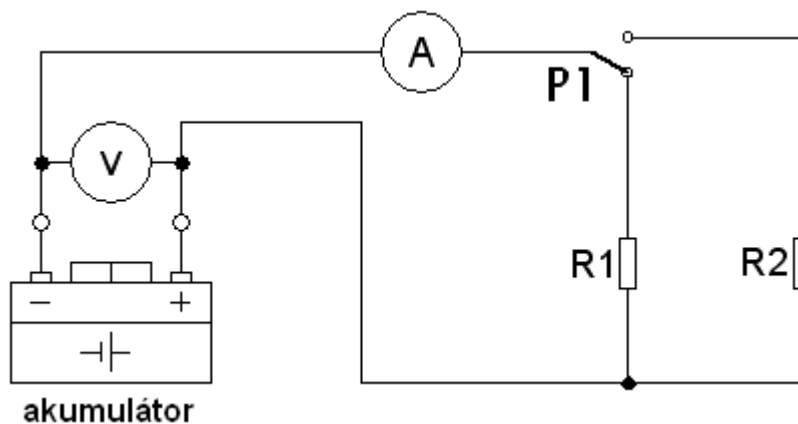 A
P1
V
R1
R2
− +
akumulátor